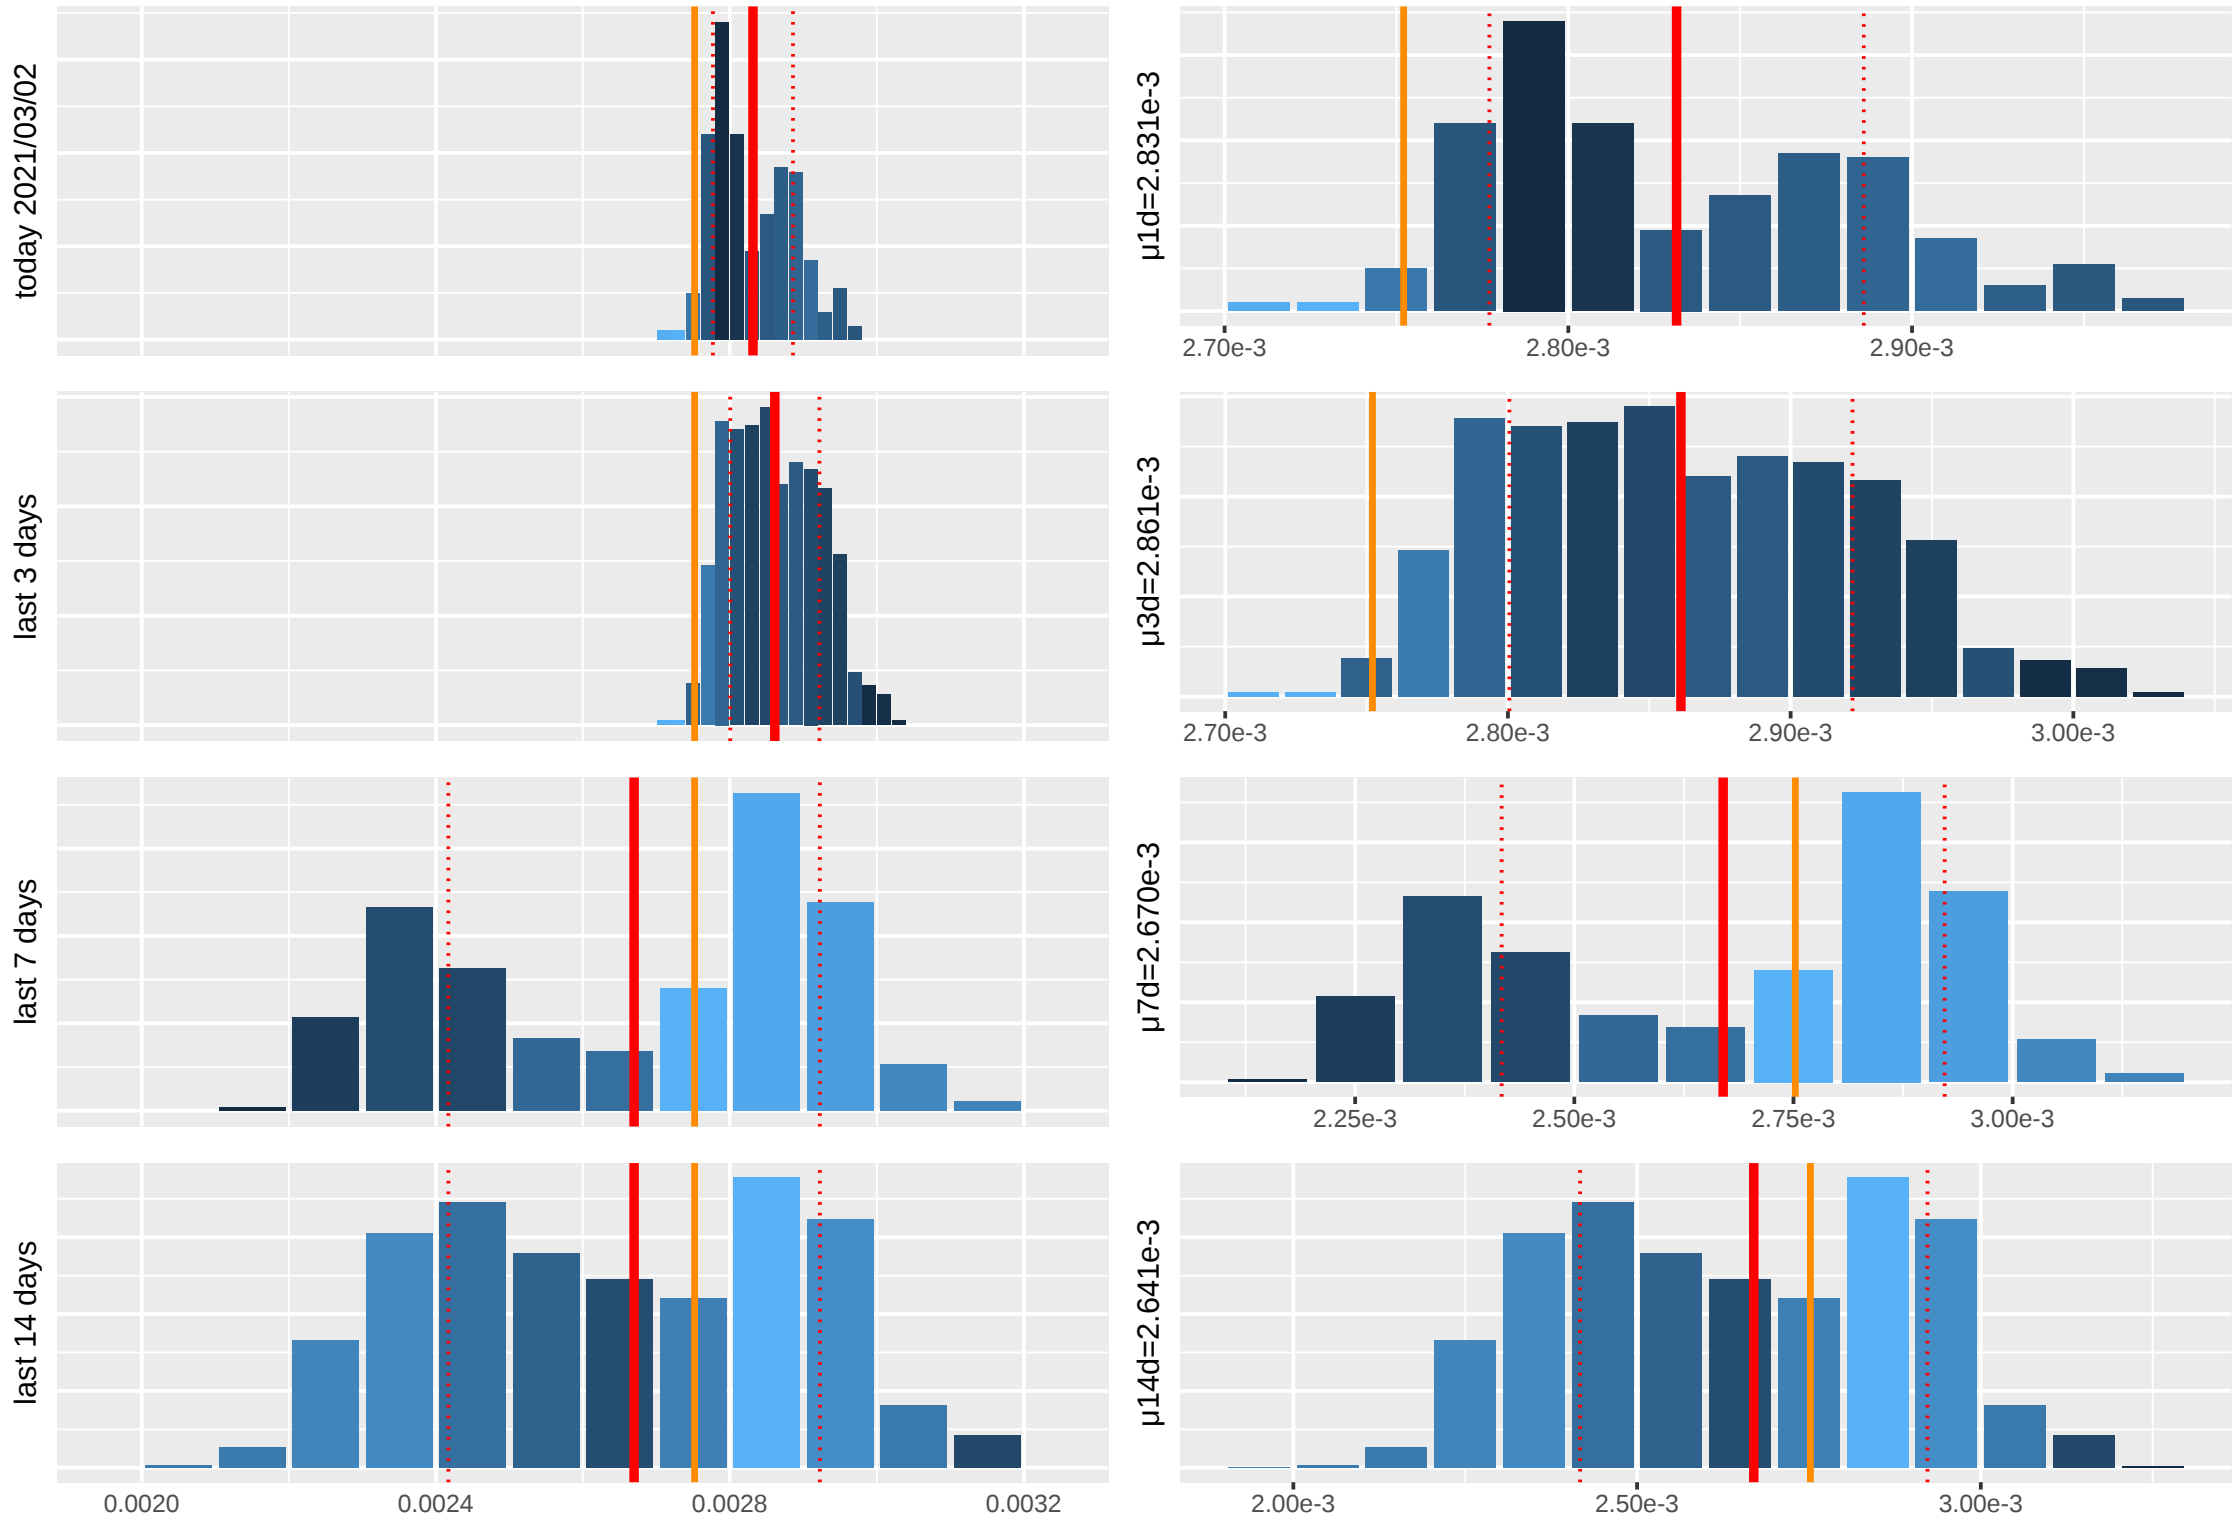 today 2021/03/02
µ1d=2.831e-3
2.70e-3 2.80e-3 2.90e-3
last 3 days
µ3d=2.861e-3
2.70e-3 2.80e-3 2.90e-3 3.00e-3
last 7 days
µ7d=2.670e-3
2.25e-3 2.50e-3 2.75e-3 3.00e-3
last 14 days
µ14d=2.641e-3
0.0020 0.0024 0.0028 0.0032
2.00e-3 2.50e-3 3.00e-3